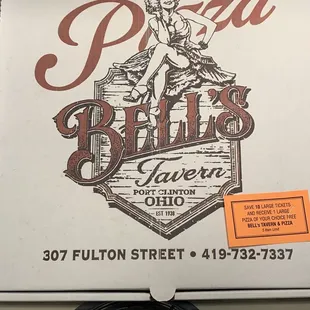 Pizza
BELL'S
Tavern
PORT CLINTON
OHIO
EST 1938
SAVE 16 LARGE TICKETS
AND RECEIVE 1 LARGE
PIZZA OF YOUR CHOICE FREE
BELL's TAVERN & PIZZA
307 FULTON STREET • 419-732-7337